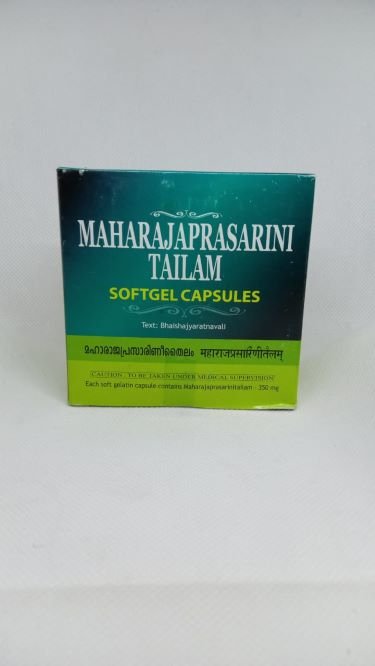 MAHARAJAPRASARINI
TAILAM
SOFTGEL CAPSULES
Text: Bhaishajyaratnavali
മഹാരാജപ്രസാരിണീതൈലം महाराजप्रसारिणीतैलम्
CAUTION : TO BE TAKEN UNDER MEDICAL SUPERVISION
Each soft gelatin capsule contains Maharajaprasarinitailam - 350 mg